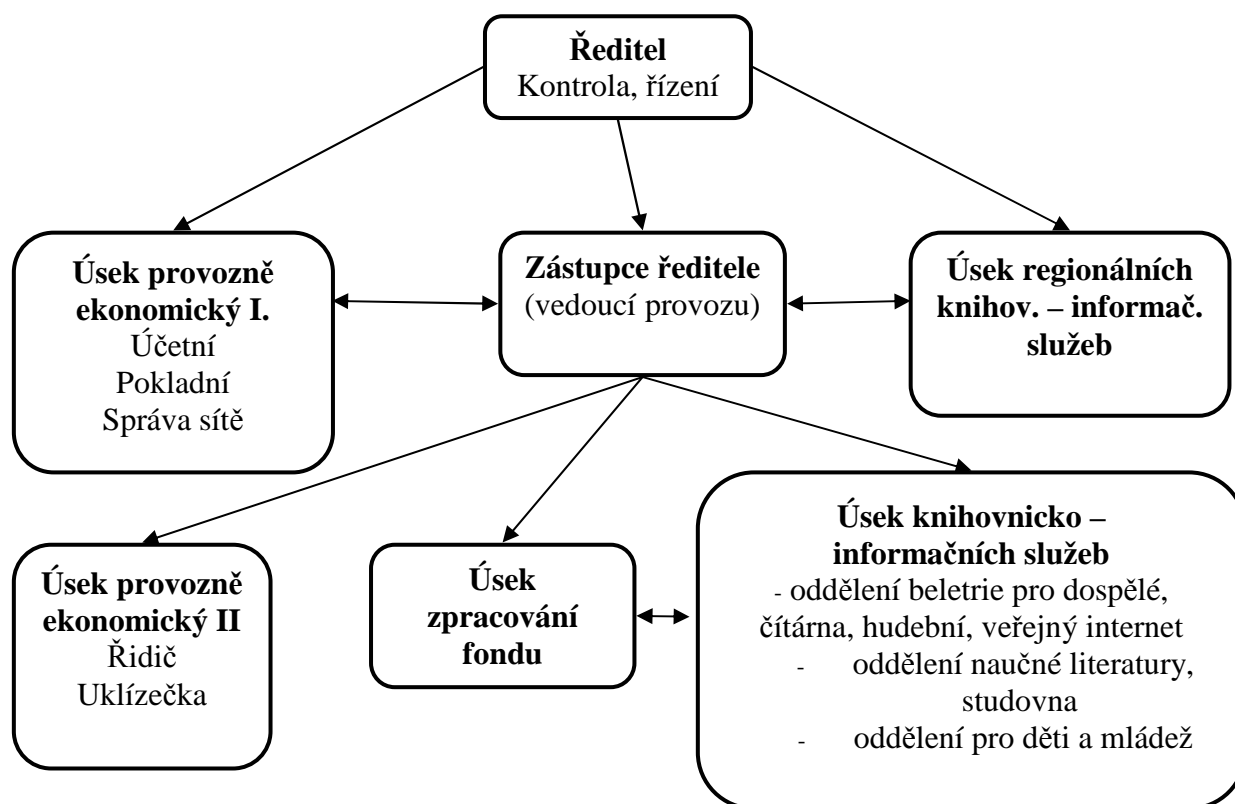 Ředitel
Kontrola, řízení
Úsek provozně
ekonomický I.
Účetní
Pokladní
Správa sítě
Zástupce ředitele
(vedoucí provozu)
Úsek regionálních
knihov. – informač.
služeb
Úsek provozně
ekonomický II
Řidič
Uklízečka
Úsek
zpracování
fondu
Úsek knihovnicko –
informačních služeb
- oddělení beletrie pro dospělé,
čítárna, hudební, veřejný internet
- oddělení naučné literatury,
studovna
- oddělení pro děti a mládež